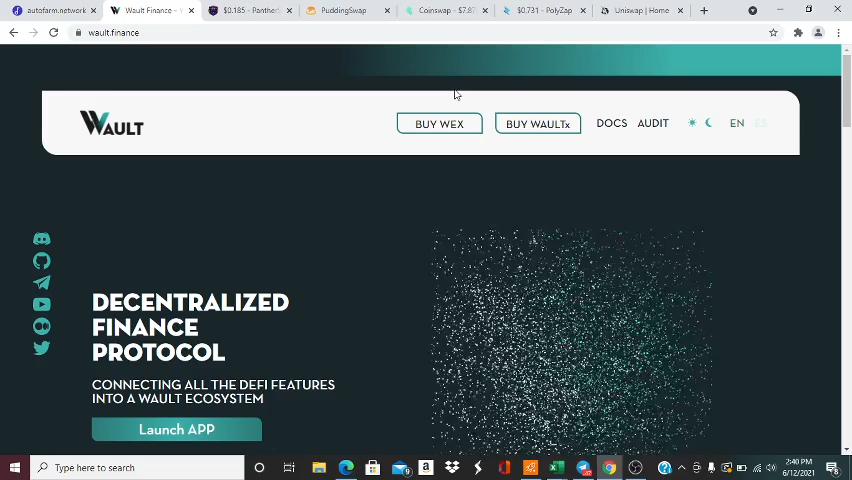 autofarm.network
Wault Finance –
$0.185 - Panther
PuddingSwap
Coinswap - $7.87
$0.731 - PolyZap
Uniswap | Home
wault.finance
WAULT
BUY WEX
BUY WAULTx
DOCS
AUDIT
EN
ES
DECENTRALIZED
FINANCE
PROTOCOL
CONNECTING ALL THE DEFI FEATURES
INTO A WAULT ECOSYSTEM
Launch APP
Type here to search
2:40 PM
6/12/2021